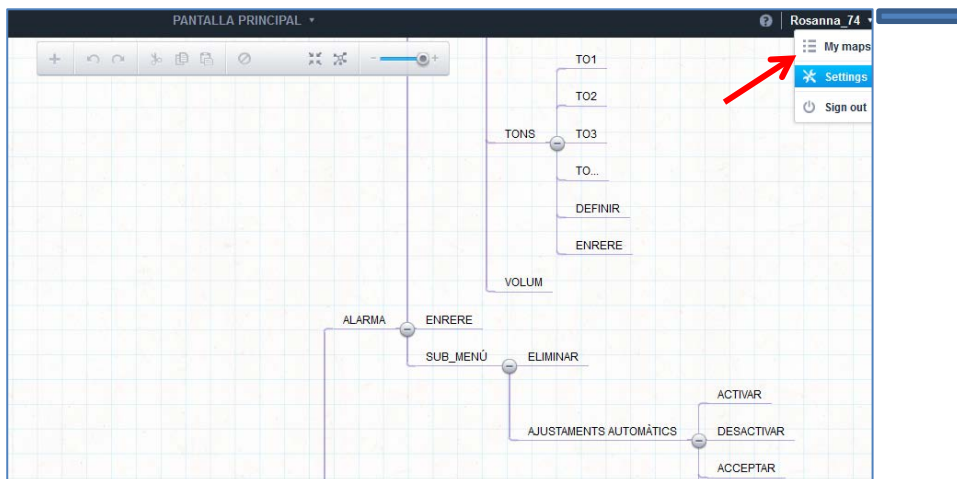 PANTALLA PRINCIPAL
Rosanna_74
My maps
Settings
Sign out
TO1
TO2
TONS
TO3
TO...
DEFINIR
ENRERE
VOLUM
ALARMA
ENRERE
SUB_MENÚ
ELIMINAR
ACTIVAR
AJUSTAMENTS AUTOMÀTICS
DESACTIVAR
ACCEPTAR